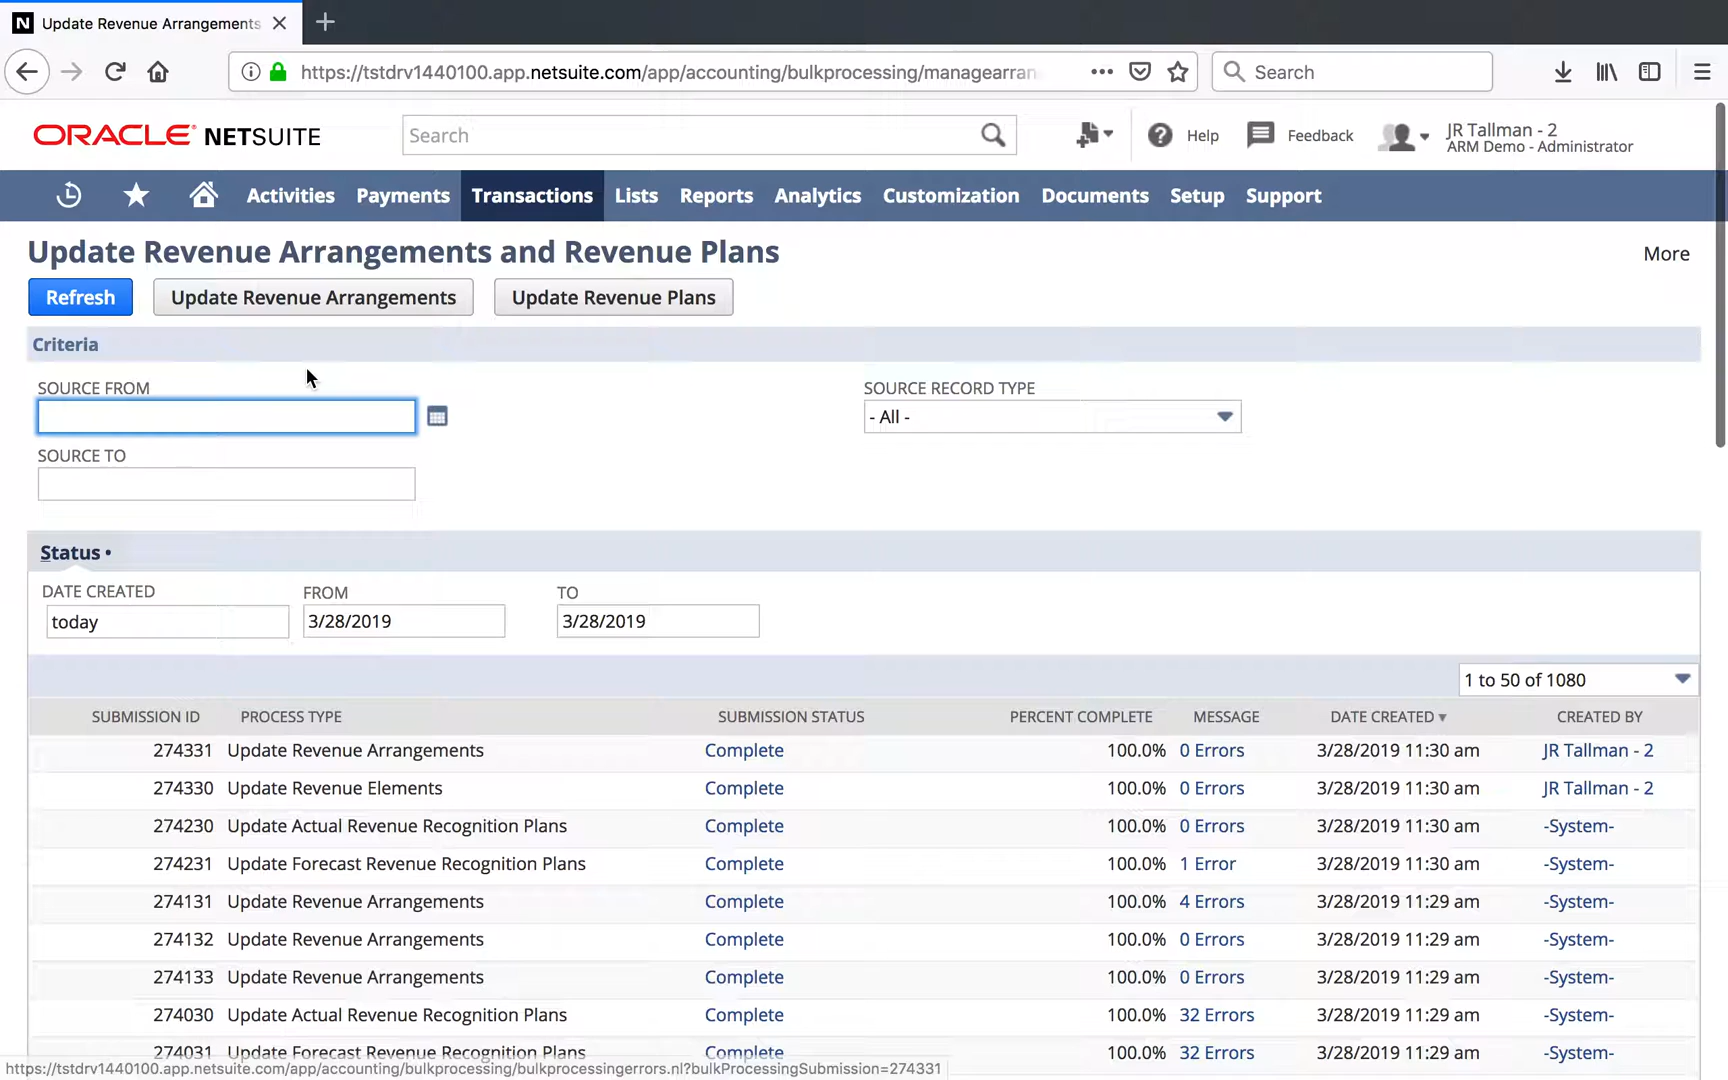 N Update Revenue Arrangements
https://tstdrv1440100.app.netsuite.com/app/accounting/bulkprocessing/managearran
Search
ORACLE NETSUITE
Search
Help
Feedback
JR Tallman - 2
ARM Demo - Administrator
Activities Payments Transactions Lists Reports Analytics Customization Documents Setup Support
Update Revenue Arrangements and Revenue Plans
More
Refresh Update Revenue Arrangements Update Revenue Plans
Criteria
SOURCE FROM
SOURCE RECORD TYPE
- All -
SOURCE TO
Status •
DATE CREATED FROM TO
today 3/28/2019 3/28/2019
1 to 50 of 1080
SUBMISSION ID PROCESS TYPE SUBMISSION STATUS PERCENT COMPLETE MESSAGE DATE CREATED ▼ CREATED BY
274331 Update Revenue Arrangements Complete 100.0% 0 Errors 3/28/2019 11:30 am JR Tallman - 2
274330 Update Revenue Elements Complete 100.0% 0 Errors 3/28/2019 11:30 am JR Tallman - 2
274230 Update Actual Revenue Recognition Plans Complete 100.0% 0 Errors 3/28/2019 11:30 am -System-
274231 Update Forecast Revenue Recognition Plans Complete 100.0% 1 Error 3/28/2019 11:30 am -System-
274131 Update Revenue Arrangements Complete 100.0% 4 Errors 3/28/2019 11:29 am -System-
274132 Update Revenue Arrangements Complete 100.0% 0 Errors 3/28/2019 11:29 am -System-
274133 Update Revenue Arrangements Complete 100.0% 0 Errors 3/28/2019 11:29 am -System-
274030 Update Actual Revenue Recognition Plans Complete 100.0% 32 Errors 3/28/2019 11:29 am -System-
274031 Update Forecast Revenue Recognition Plans Complete 100.0% 32 Errors 3/28/2019 11:29 am -System-
https://tstdrv1440100.app.netsuite.com/app/accounting/bulkprocessing/bulkprocessingerrors.nl?bulkProcessingSubmission=274331